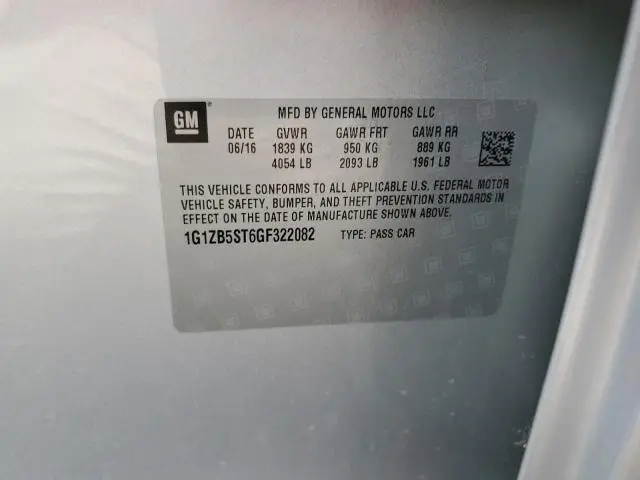 GM
MFD BY GENERAL MOTORS LLC
DATE GVWR GAWR FRT GAWR RR
06/16 1839 KG 950 KG 889 KG
4054 LB 2093 LB 1961 LB
THIS VEHICLE CONFORMS TO ALL APPLICABLE U.S. FEDERAL MOTOR
VEHICLE SAFETY, BUMPER, AND THEFT PREVENTION STANDARDS IN
EFFECT ON THE DATE OF MANUFACTURE SHOWN ABOVE.
1G1ZB5ST6GF322082 TYPE: PASS CAR